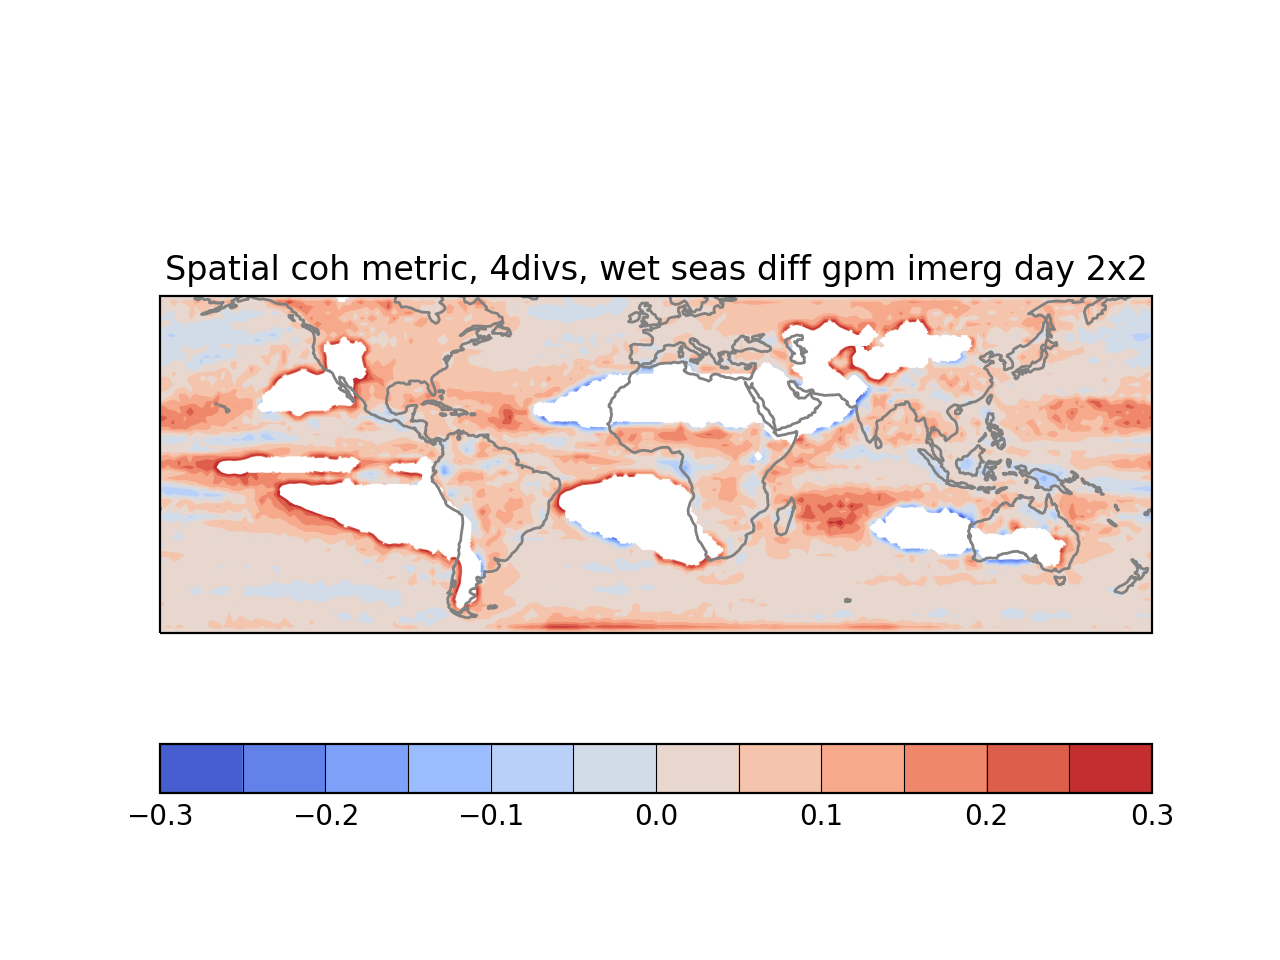 Spatial coh metric, 4divs, wet seas diff gpm imerg day 2x2
−0.3 −0.2 −0.1 0.0 0.1 0.2 0.3